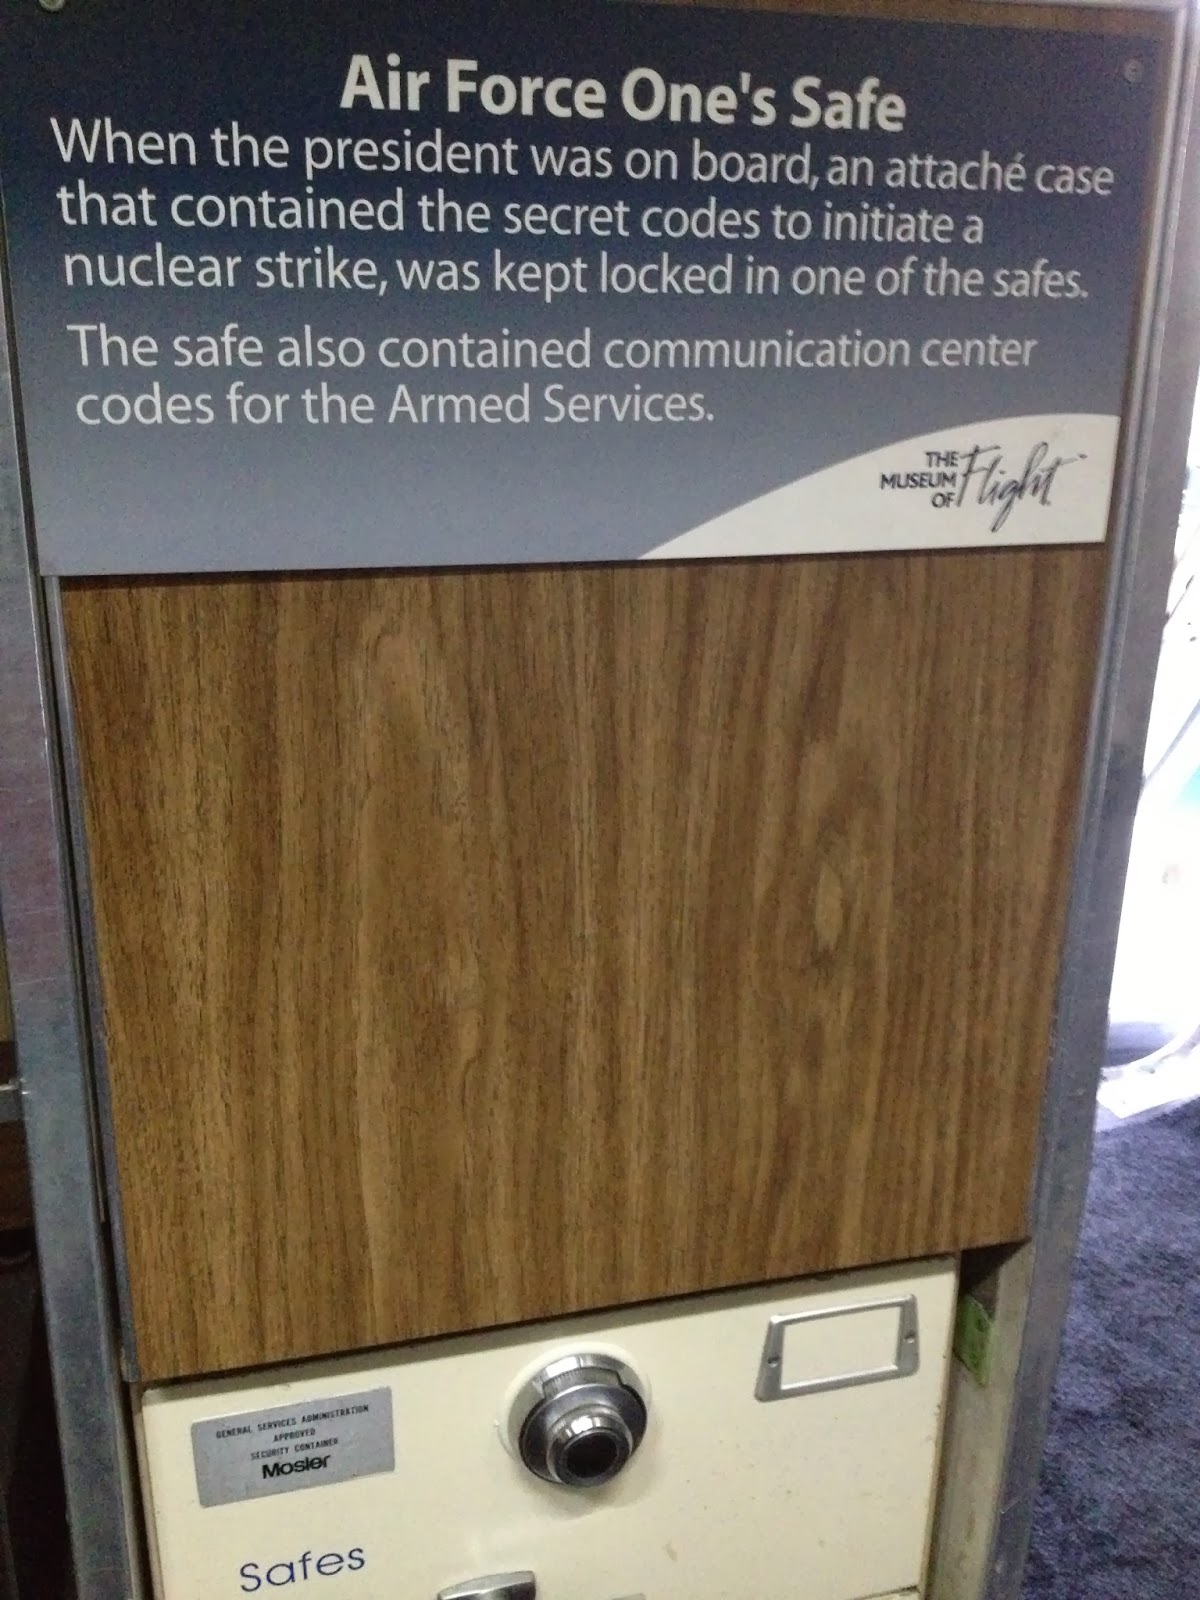 Air Force One's Safe
When the president was on board, an attaché case
that contained the secret codes to initiate a
nuclear strike, was kept locked in one of the safes.
The safe also contained communication center
codes for the Armed Services.
THE
MUSEUM
OF Flight
GENERAL SERVICES ADMINISTRATION
APPROVED
SECURITY CONTAINER
Mosler
Safes